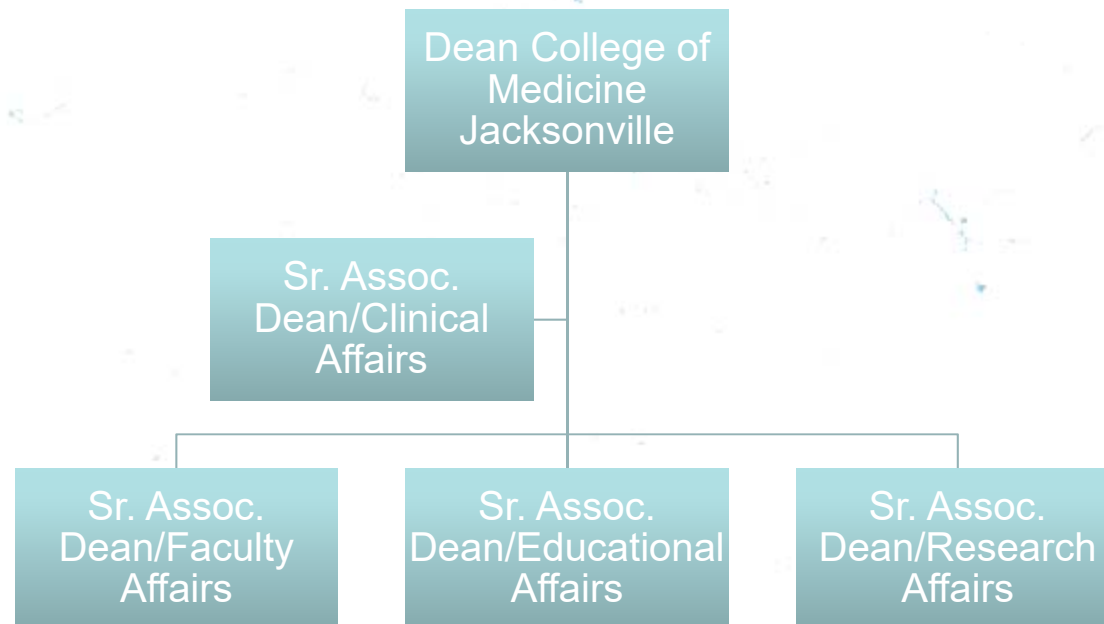 Dean College of
Medicine
Jacksonville
Sr. Assoc.
Dean/Clinical
Affairs
Sr. Assoc.
Dean/Faculty
Affairs
Sr. Assoc.
Dean/Educational
Affairs
Sr. Assoc.
Dean/Research
Affairs